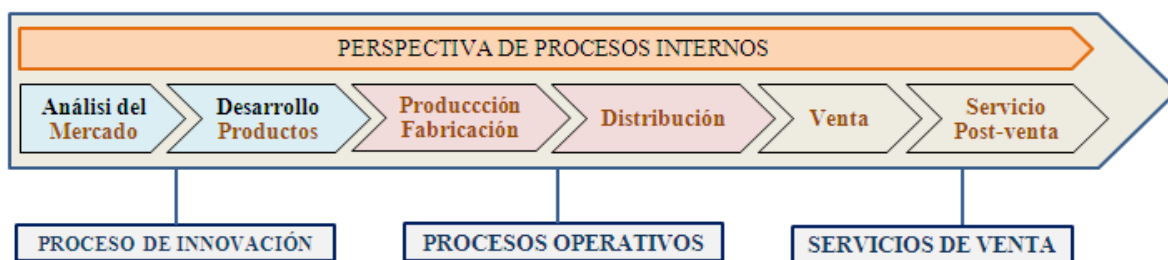 PERSPECTIVA DE PROCESOS INTERNOS
Análisi del
Mercado
Desarrollo
Productos
Produccción
Fabricación
Distribución
Venta
Servicio
Post-venta
PROCESO DE INNOVACIÓN
PROCESOS OPERATIVOS
SERVICIOS DE VENTA